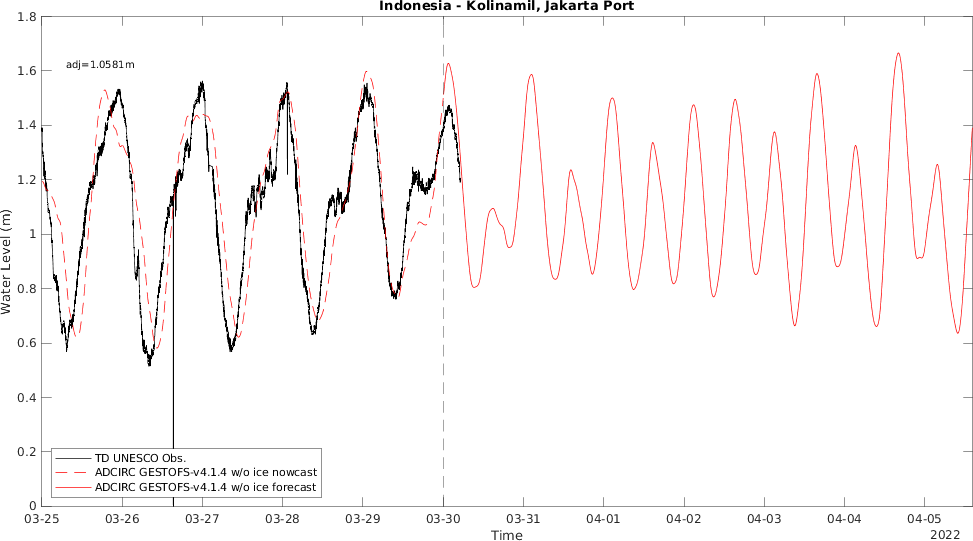 Indonesia - Kolinamil, Jakarta Port
adj=1.0581m
1.8
1.6
1.4
1.2
1
0.8
0.6
0.4
0.2
0
Water Level (m)
TD UNESCO Obs.
ADCIRC GESTOFS-v4.1.4 w/o ice nowcast
ADCIRC GESTOFS-v4.1.4 w/o ice forecast
03-25 03-26 03-27 03-28 03-29 03-30 03-31 04-01 04-02 04-03 04-04 04-05
Time
2022